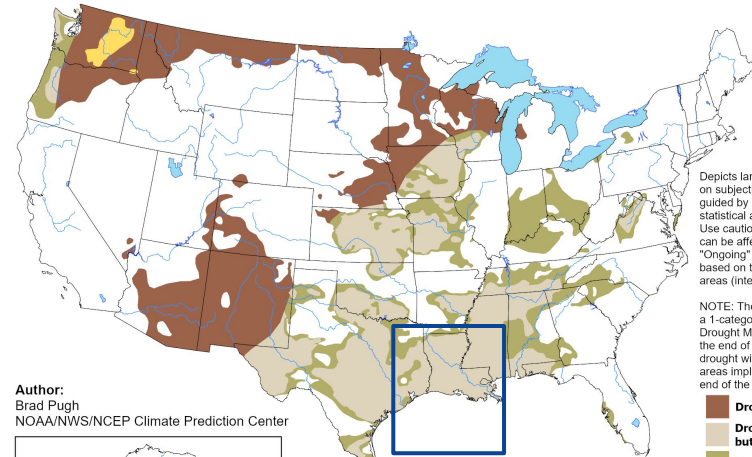 Depicts lar
on subject
guided by
statistical a
Use cautio
can be affe
"Ongoing"
based on t
areas (inte
NOTE: The
a 1-catego
Drought M
the end of
drought wi
areas impl
end of the
Dro
Dro
but
Author:
Brad Pugh
NOAA/NWS/NCEP Climate Prediction Center